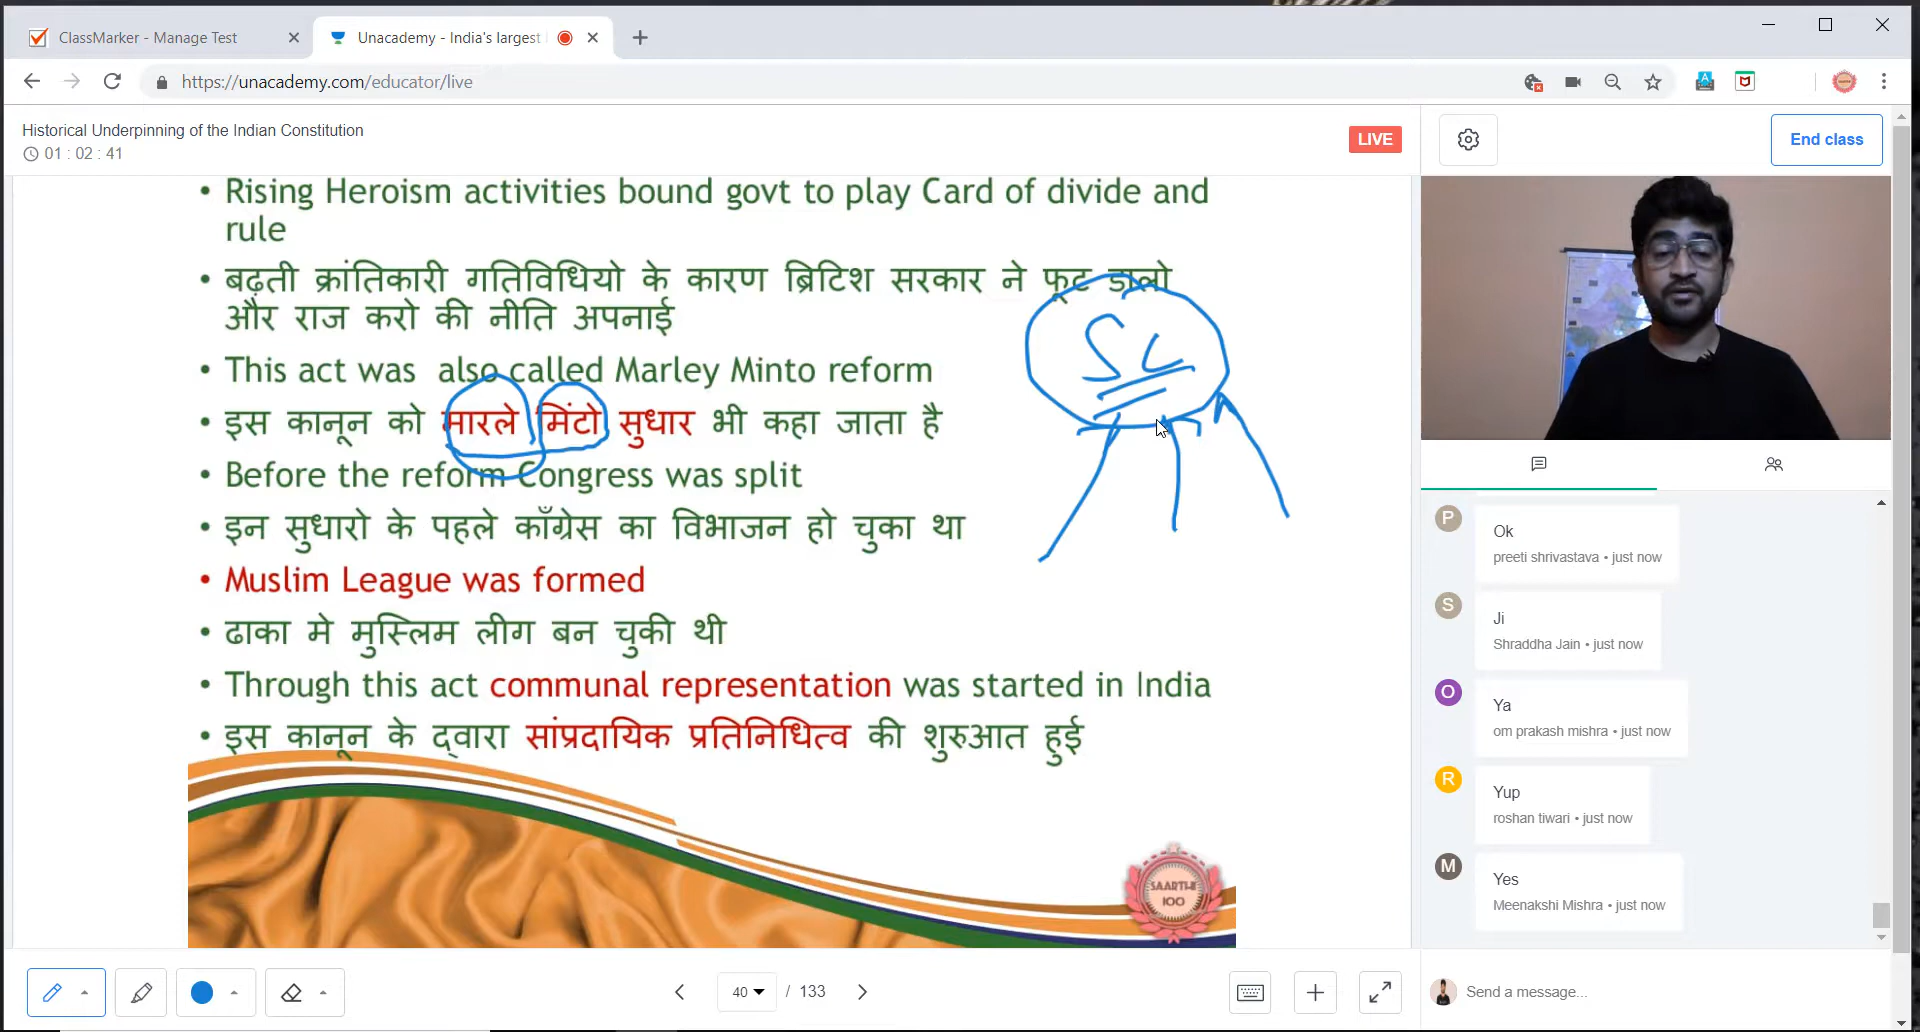 ClassMarker - Manage Test
Unacademy - India's largest
https://unacademy.com/educator/live
Historical Underpinning of the Indian Constitution
01 : 02 : 41
LIVE
End class
• Rising Heroism activities bound govt to play Card of divide and
rule
• बढ़ती क्रांतिकारी गतिविधियो के कारण ब्रिटिश सरकार ने फूट डालो
और राज करो की नीति अपनाई
SC
• This act was also called Marley Minto reform
• इस कानून को मारले मिंटो सुधार भी कहा जाता है
• Before the reform Congress was split
• इन सुधारो के पहले काँग्रेस का विभाजन हो चुका था
• Muslim League was formed
• ढाका मे मुस्लिम लीग बन चुकी थी
• Through this act communal representation was started in India
• इस कानून के द्वारा सांप्रदायिक प्रतिनिधित्व की शुरुआत हुई
SAARTHI
100
P
Ok
preeti shrivastava • just now
S
Ji
Shraddha Jain • just now
O
Ya
om prakash mishra • just now
R
Yup
roshan tiwari • just now
M
Yes
Meenakshi Mishra • just now
40 / 133
Send a message...